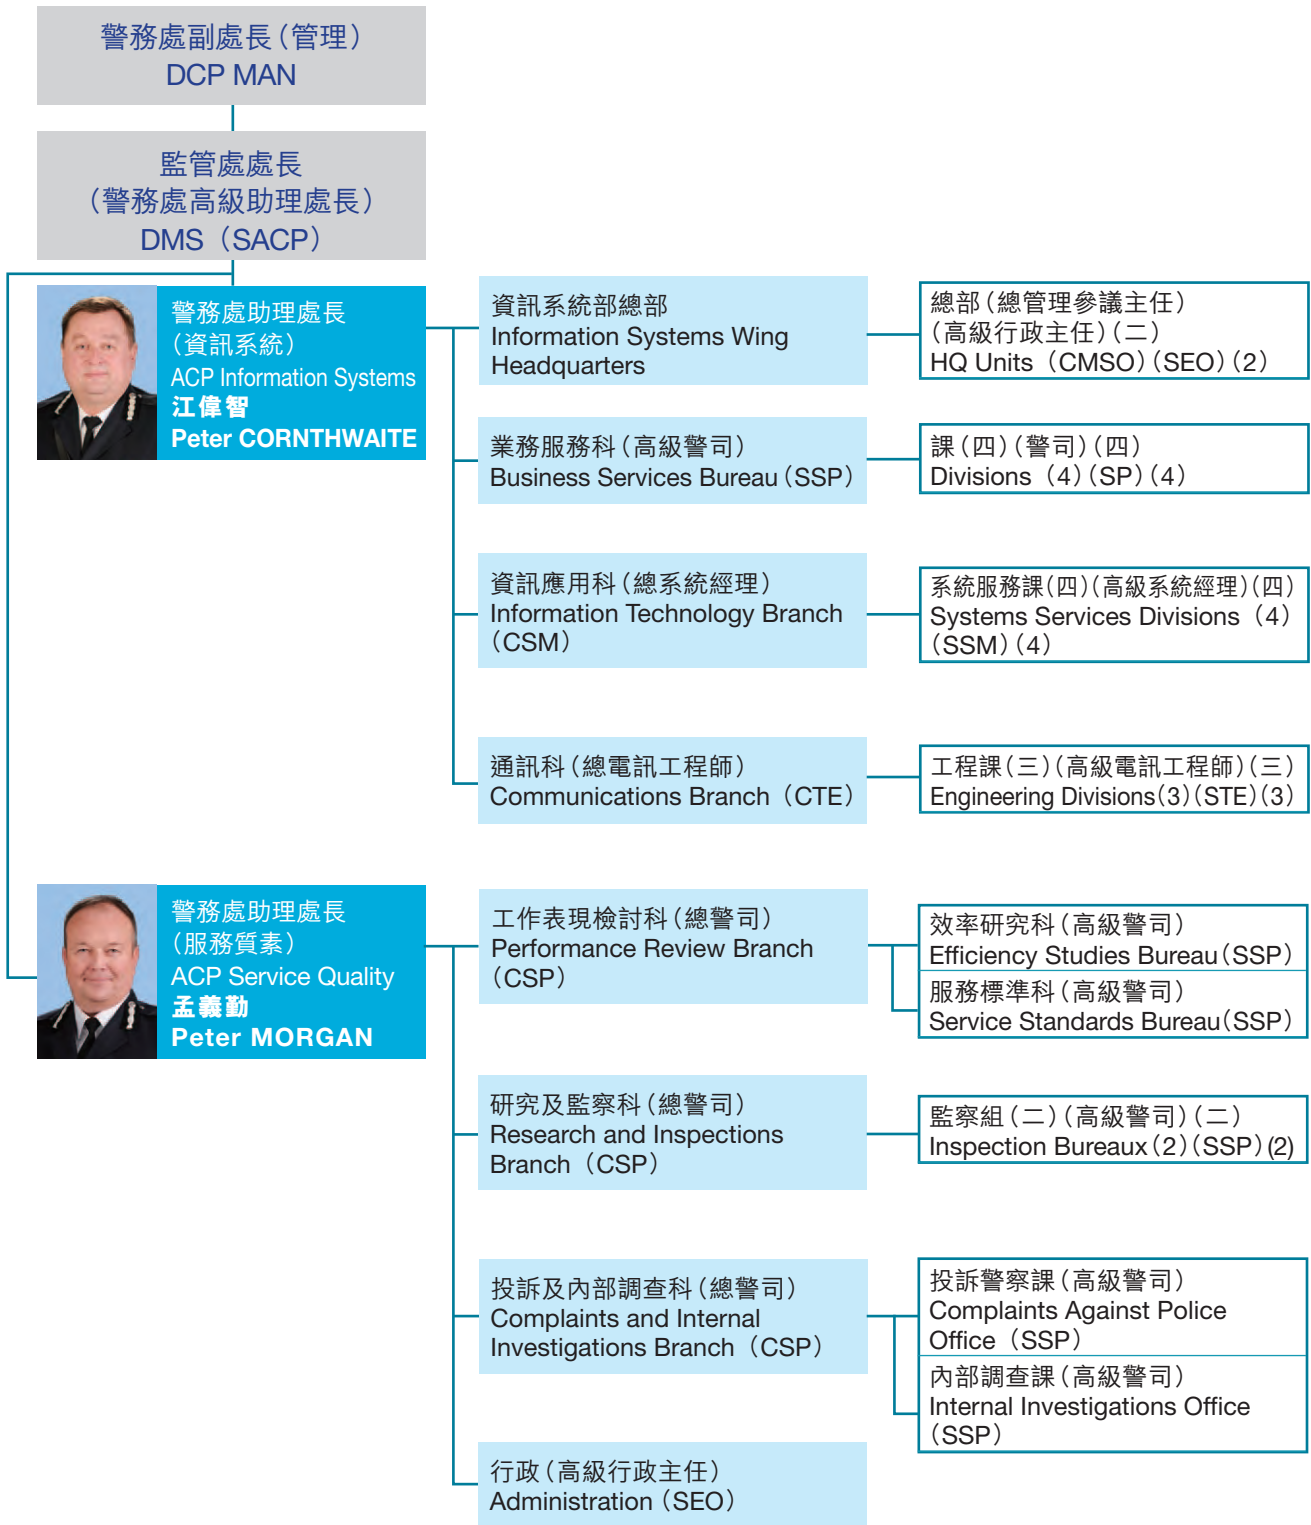 警務處副處長（管理）
DCP MAN
監管處處長
（警務處高級助理處長）
DMS（SACP）
警務處助理處長
（資訊系統）
ACP Information Systems
江偉智
Peter CORNTHWAITE
資訊系統部總部
Information Systems Wing
Headquarters
總部（總管理參議主任）
（高級行政主任）（二）
HQ Units（CMSO）（SEO）（2）
業務服務科（高級警司）
Business Services Bureau（SSP）
課（四）（警司）（四）
Divisions（4）（SP）（4）
資訊應用科（總系統經理）
Information Technology Branch
（CSM）
系統服務課（四）（高級系統經理）（四）
Systems Services Divisions（4）
（SSM）（4）
通訊科（總電訊工程師）
Communications Branch（CTE）
工程課（三）（高級電訊工程師）（三）
Engineering Divisions（3）（STE）（3）
警務處助理處長
（服務質素）
ACP Service Quality
孟義勤
Peter MORGAN
工作表現檢討科（總警司）
Performance Review Branch
（CSP）
效率研究科（高級警司）
Efficiency Studies Bureau（SSP）
服務標準科（高級警司）
Service Standards Bureau（SSP）
研究及監察科（總警司）
Research and Inspections
Branch（CSP）
監察組（二）（高級警司）（二）
Inspection Bureaux（2）（SSP）(2)
投訴及內部調查科（總警司）
Complaints and Internal
Investigations Branch（CSP）
投訴警察課（高級警司）
Complaints Against Police
Office（SSP）
內部調查課（高級警司）
Internal Investigations Office
（SSP）
行政（高級行政主任）
Administration（SEO）